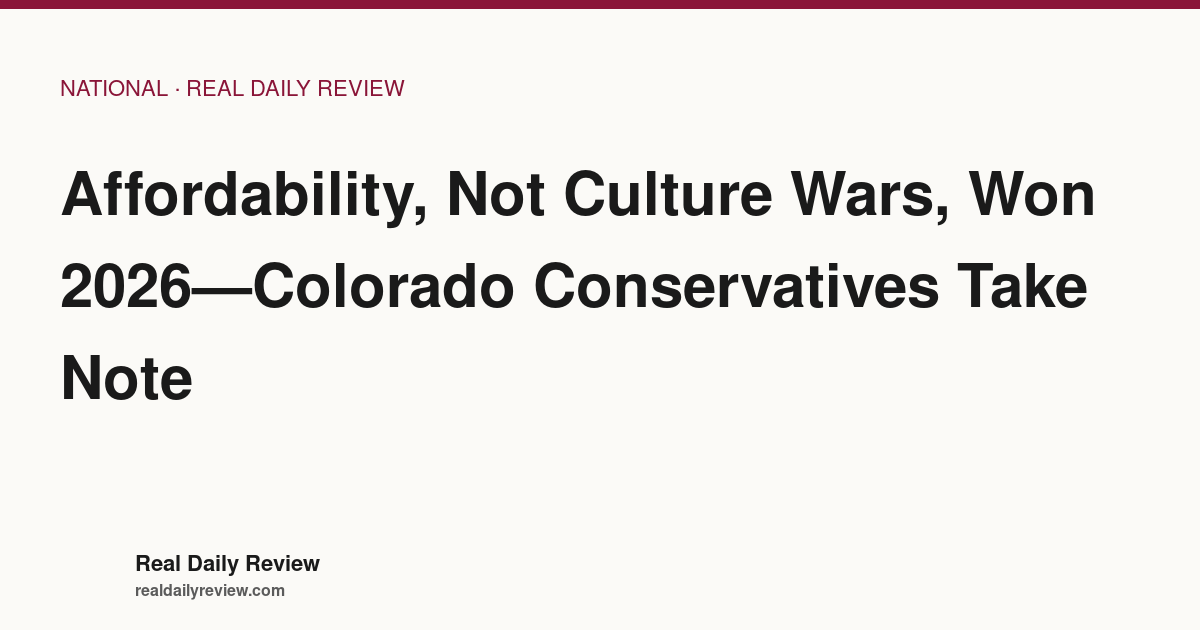 NATIONAL · REAL DAILY REVIEW
Affordability, Not Culture Wars, Won
2026—Colorado Conservatives Take
Note
Real Daily Review
realdailyreview.com